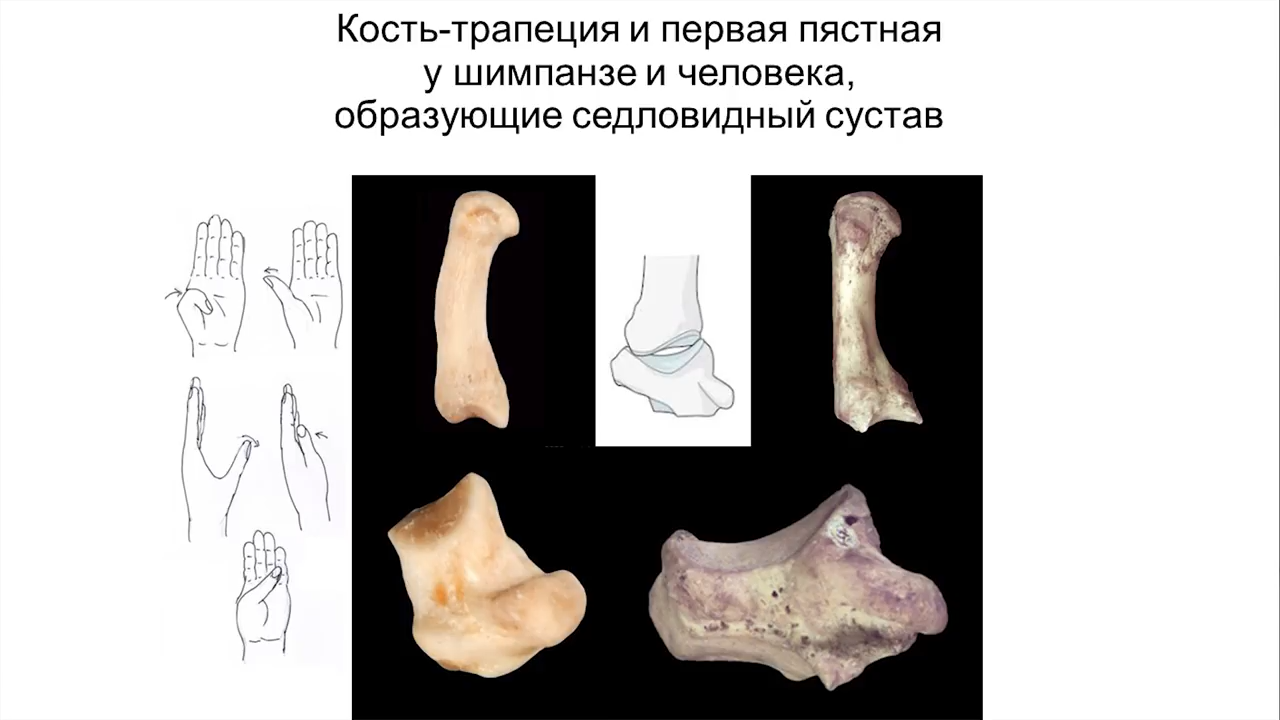 Кость-трапеция и первая пястная
у шимпанзе и человека,
образующие седловидный сустав